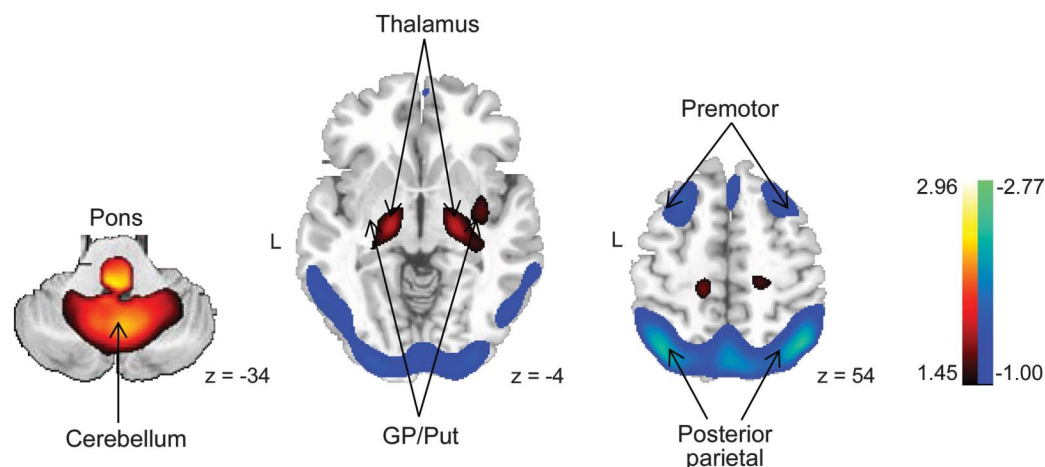 Thalamus
Premotor
Pons
L
L
2.96
-2.77
z = -34
z = -4
z = 54
1.45
-1.00
Cerebellum
GP/Put
Posterior
parietal